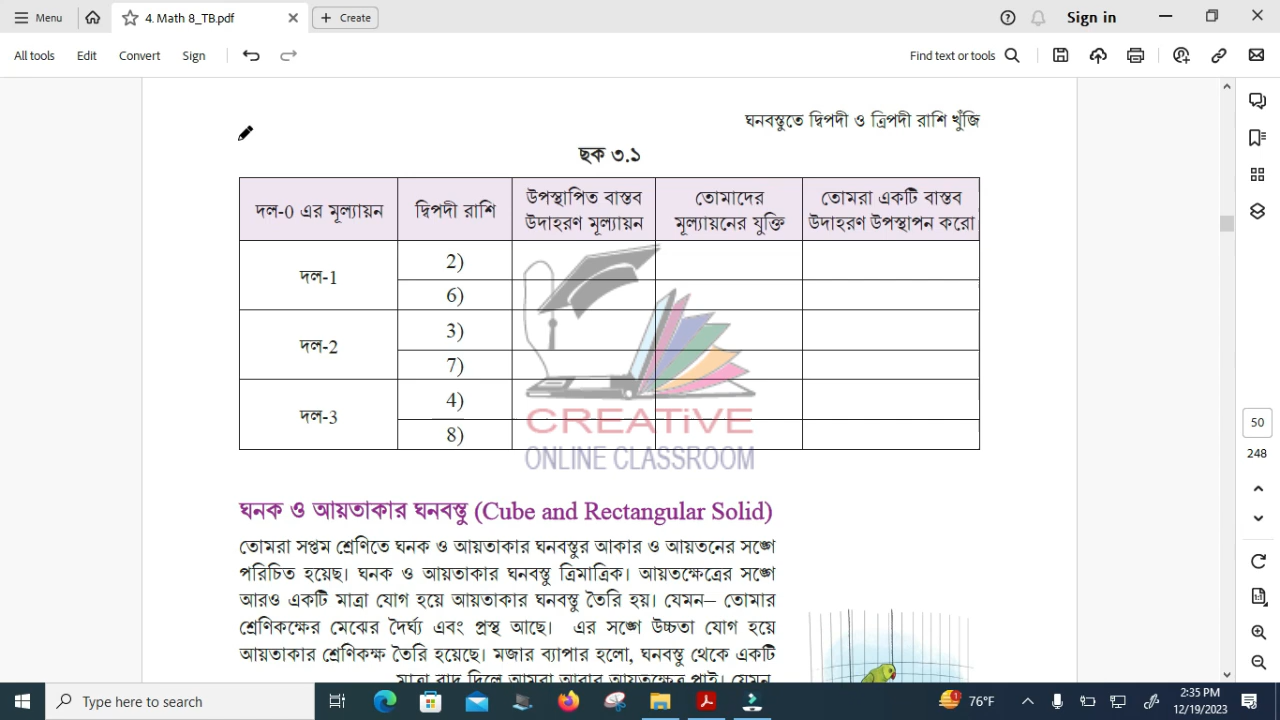 Menu
4. Math 8_TB.pdf
Create
Sign in
All tools Edit Convert Sign
Find text or tools
ঘনবস্তুতে দ্বিপদী ও ত্রিপদী রাশি খুঁজি
ছক ৩.১
দল-0 এর মূল্যায়ন
দ্বিপদী রাশি
উপস্থাপিত বাস্তব উদাহরণ মূল্যায়ন
তোমাদের মূল্যায়নের যুক্তি
তোমরা একটি বাস্তব উদাহরণ উপস্থাপন করো
দল-1
2)
6)
দল-2
3)
7)
দল-3
4)
8)
CREATiVE
ONLINE CLASSROOM
ঘনক ও আয়তাকার ঘনবস্তু (Cube and Rectangular Solid)
তোমরা সপ্তম শ্রেণিতে ঘনক ও আয়তাকার ঘনবস্তুর আকার ও আয়তনের সঙ্গে
পরিচিত হয়েছ। ঘনক ও আয়তাকার ঘনবস্তু ত্রিমাত্রিক। আয়তক্ষেত্রের সঙ্গে
আরও একটি মাত্রা যোগ হয়ে আয়তাকার ঘনবস্তু তৈরি হয়। যেমন– তোমার
শ্রেণিকক্ষের মেঝের দৈর্ঘ্য এবং প্রস্থ আছে। এর সঙ্গে উচ্চতা যোগ হয়ে
আয়তাকার শ্রেণিকক্ষ তৈরি হয়েছে। মজার ব্যাপার হলো, ঘনবস্তু থেকে একটি
মাত্রা বাদ দিলে আমরা আবার আয়তক্ষেত্র পাই। যেমন
50
248
Type here to search
76°F
2:35 PM
12/19/2023